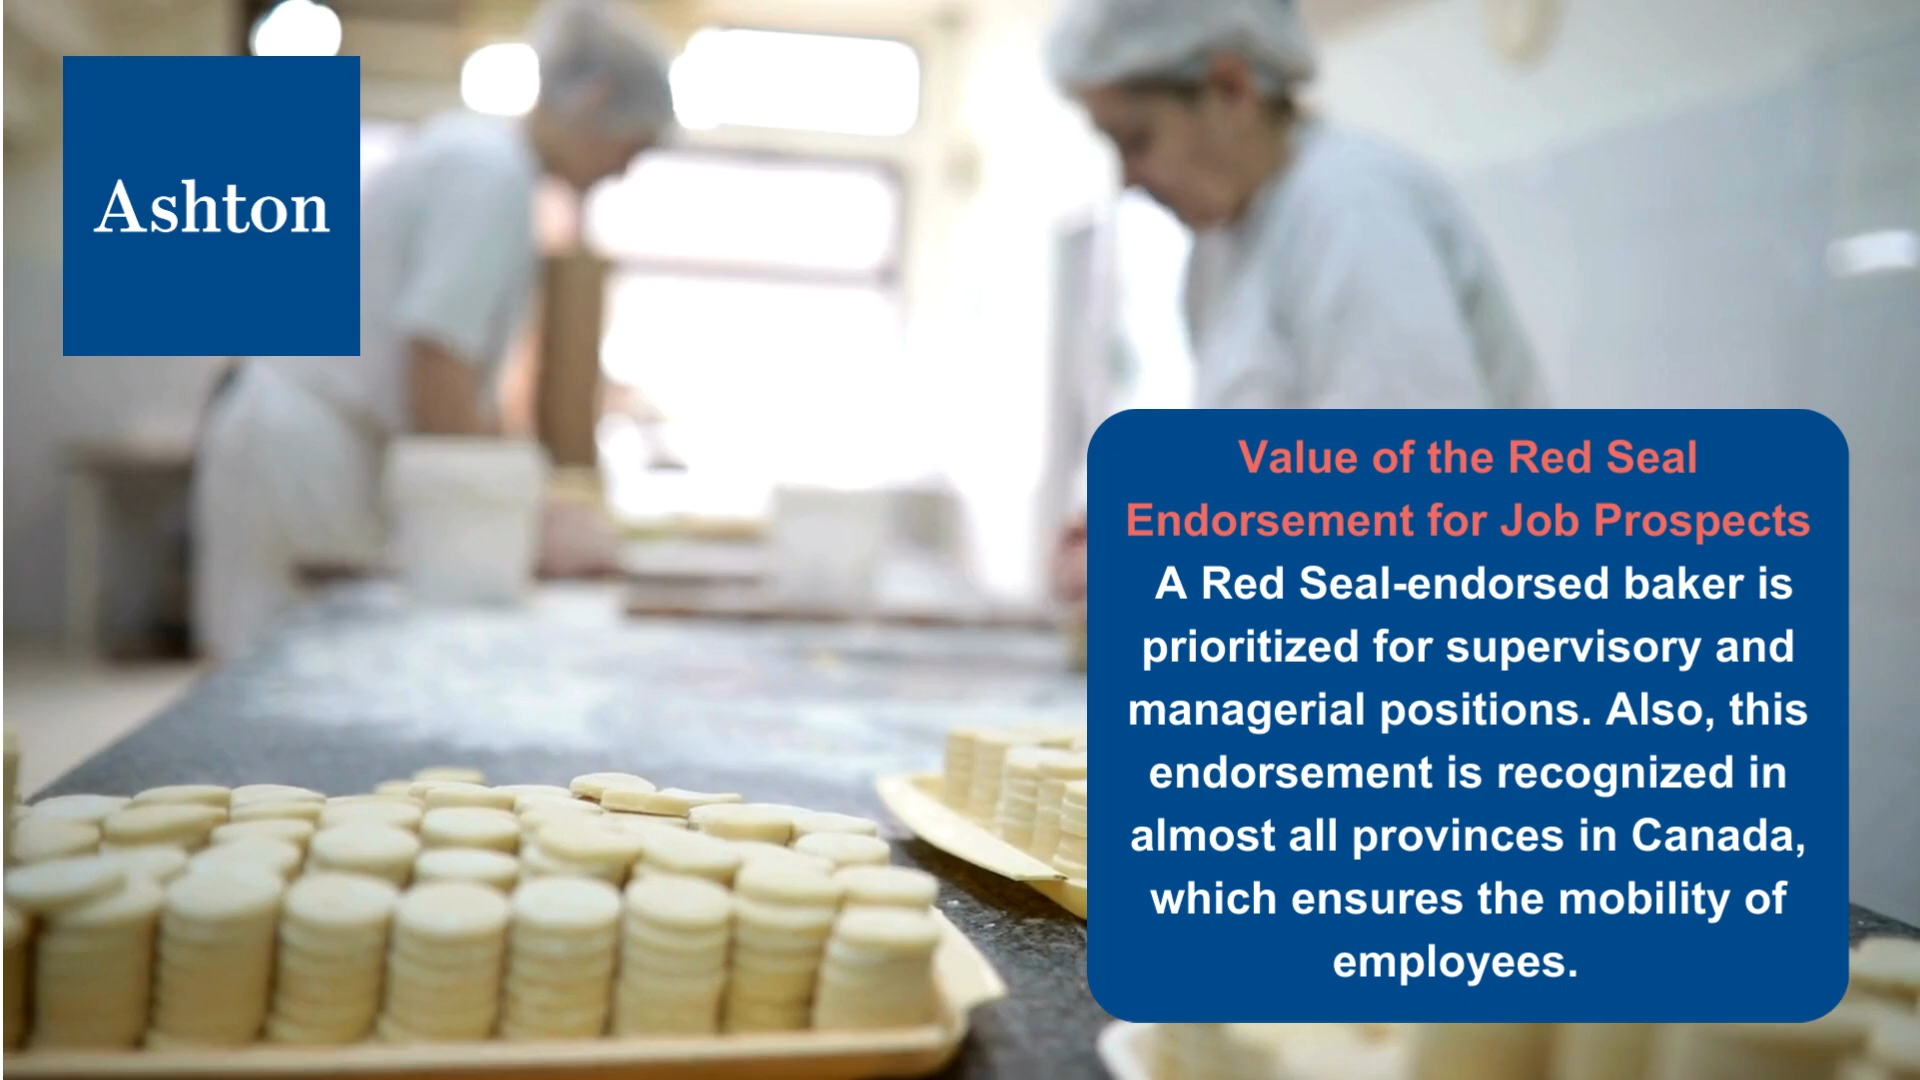 Ashton
Value of the Red Seal
Endorsement for Job Prospects
A Red Seal-endorsed baker is
prioritized for supervisory and
managerial positions. Also, this
endorsement is recognized in
almost all provinces in Canada,
which ensures the mobility of
employees.